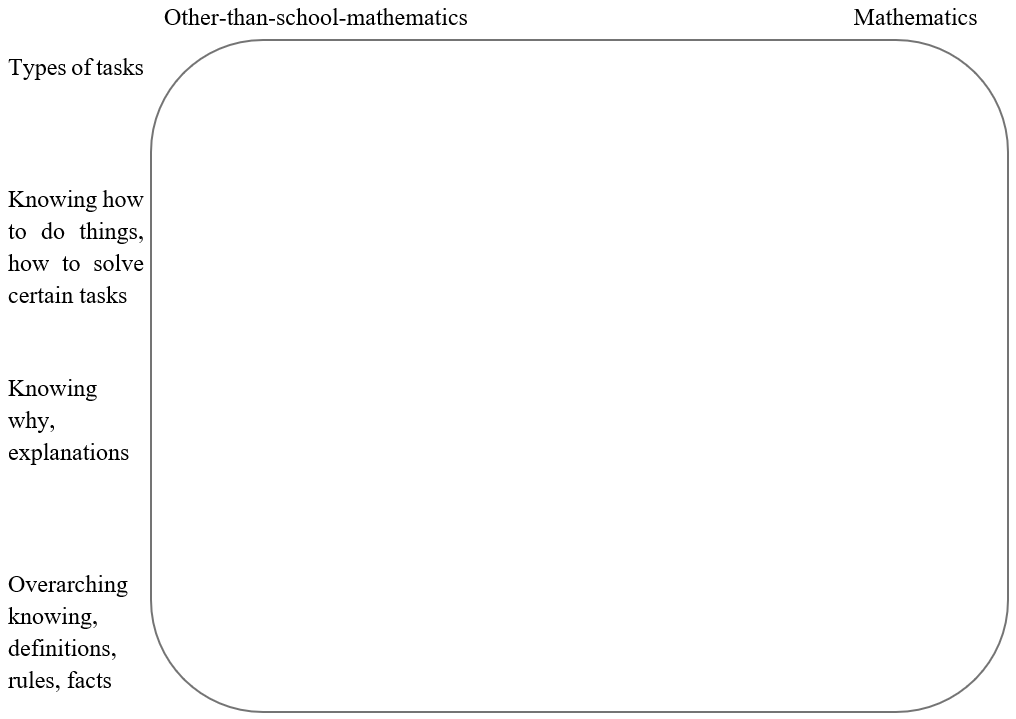 Other-than-school-mathematics Mathematics
Types of tasks
Knowing how
to do things,
how to solve
certain tasks
Knowing
why,
explanations
Overarching
knowing,
definitions,
rules, facts